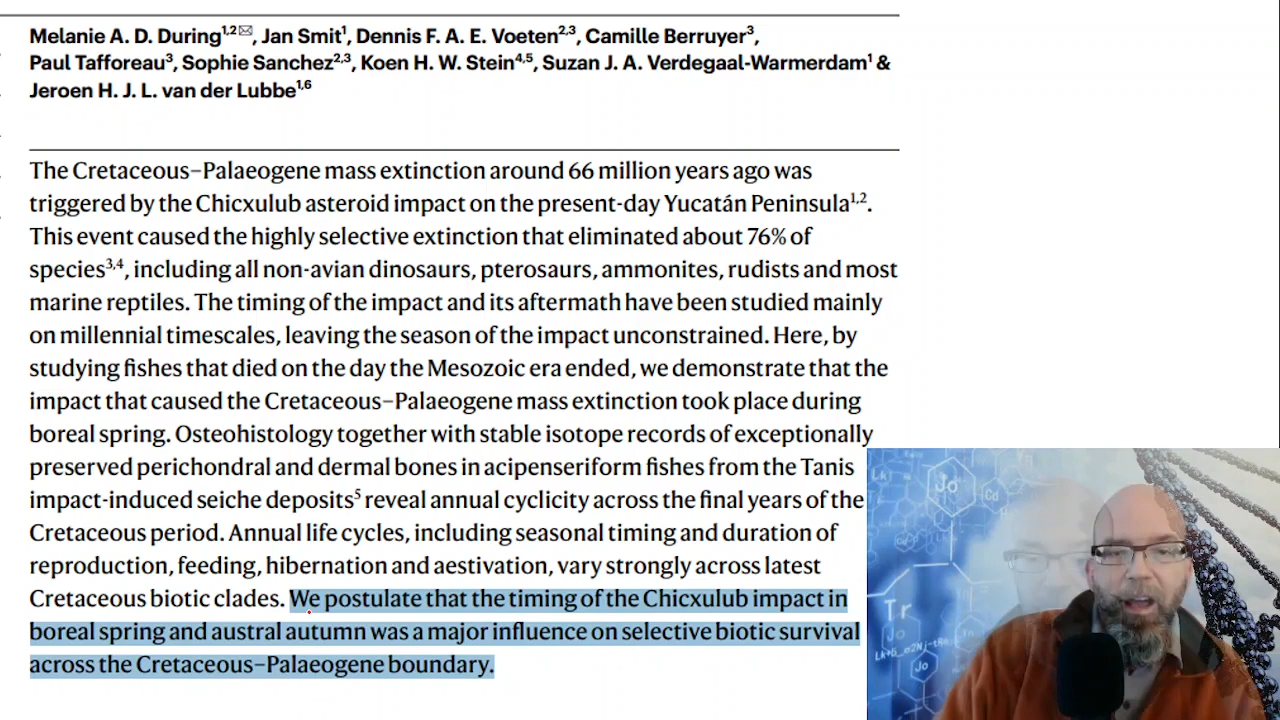 Melanie A. D. During1,2✉, Jan Smit1, Dennis F. A. E. Voeten2,3, Camille Berruyer3,
Paul Tafforeau3, Sophie Sanchez2,3, Koen H. W. Stein4,5, Suzan J. A. Verdegaal-Warmerdam1 &
Jeroen H. J. L. van der Lubbe1,6
The Cretaceous–Palaeogene mass extinction around 66 million years ago was
triggered by the Chicxulub asteroid impact on the present-day Yucatán Peninsula1,2.
This event caused the highly selective extinction that eliminated about 76% of
species3,4, including all non-avian dinosaurs, pterosaurs, ammonites, rudists and most
marine reptiles. The timing of the impact and its aftermath have been studied mainly
on millennial timescales, leaving the season of the impact unconstrained. Here, by
studying fishes that died on the day the Mesozoic era ended, we demonstrate that the
impact that caused the Cretaceous–Palaeogene mass extinction took place during
boreal spring. Osteohistology together with stable isotope records of exceptionally
preserved perichondral and dermal bones in acipenseriform fishes from the Tanis
impact-induced seiche deposits5 reveal annual cyclicity across the final years of the
Cretaceous period. Annual life cycles, including seasonal timing and duration of
reproduction, feeding, hibernation and aestivation, vary strongly across latest
Cretaceous biotic clades. We postulate that the timing of the Chicxulub impact in
boreal spring and austral autumn was a major influence on selective biotic survival
across the Cretaceous–Palaeogene boundary.
Jo
Cd
Tr
Jo
Jo